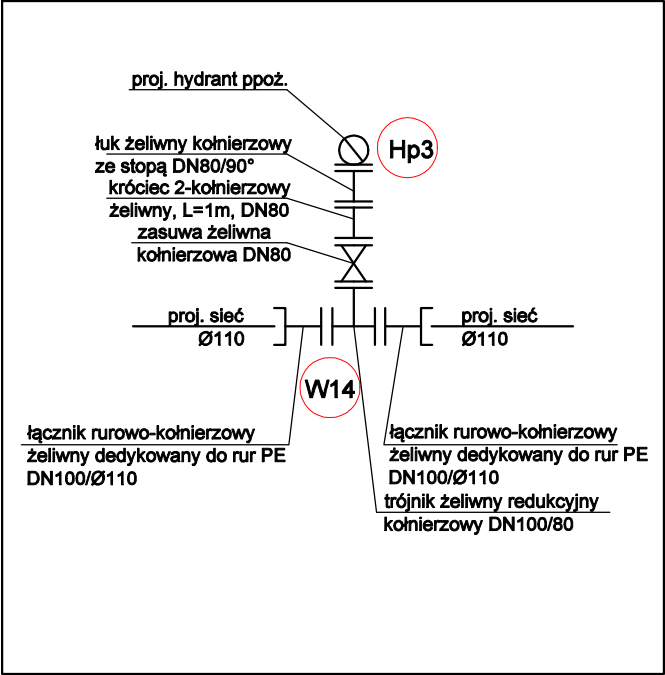 proj. hydrant ppoż.
Hp3
łuk żeliwny kołnierzowy
ze stopą DN80/90°
króciec 2-kołnierzowy
żeliwny, L=1m, DN80
zasuwa żeliwna
kołnierzowa DN80
proj. sieć
Ø110
proj. sieć
Ø110
W14
łącznik rurowo-kołnierzowy
żeliwny dedykowany do rur PE
DN100/Ø110
łącznik rurowo-kołnierzowy
żeliwny dedykowany do rur PE
DN100/Ø110
trójnik żeliwny redukcyjny
kołnierzowy DN100/80